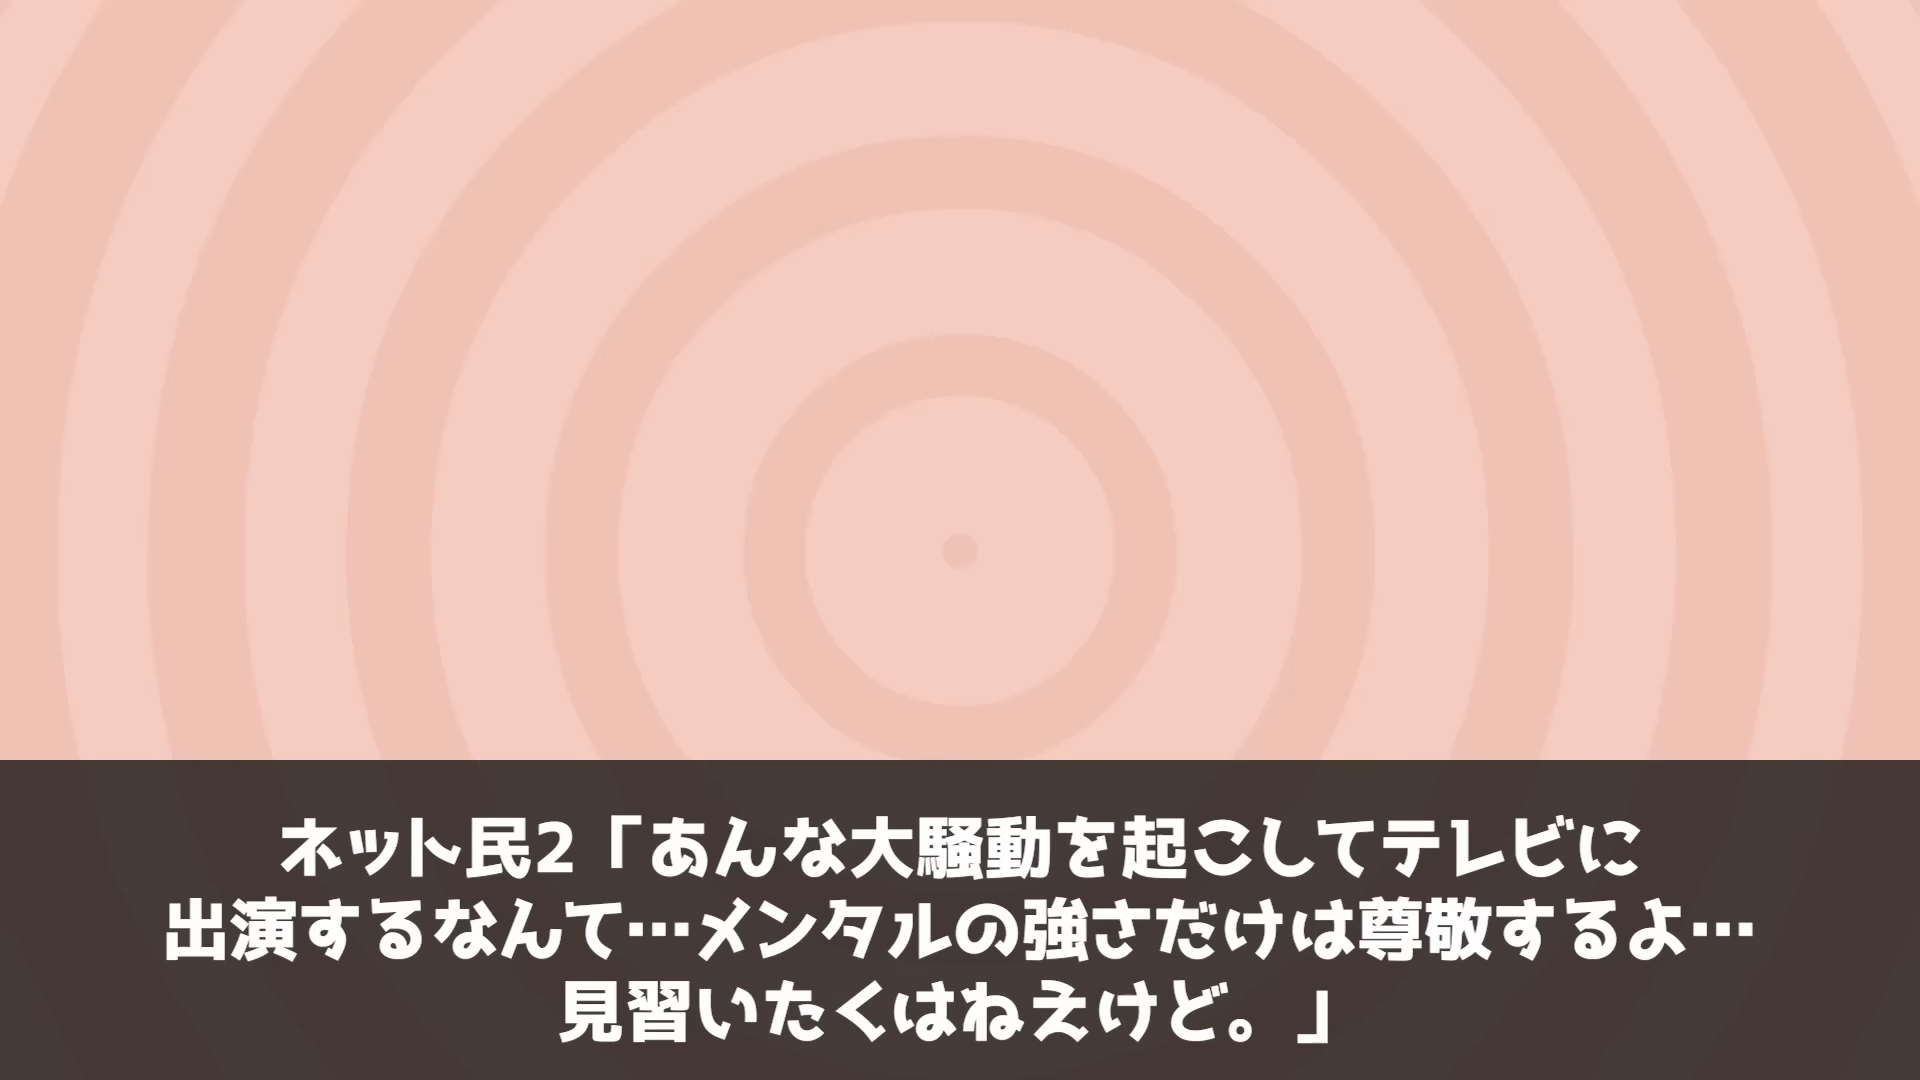 ネット民2「あんな大騒動を起こしてテレビに
出演するなんて…メンタルの強さだけは尊敬するよ…
見習いたくはねえけど。」